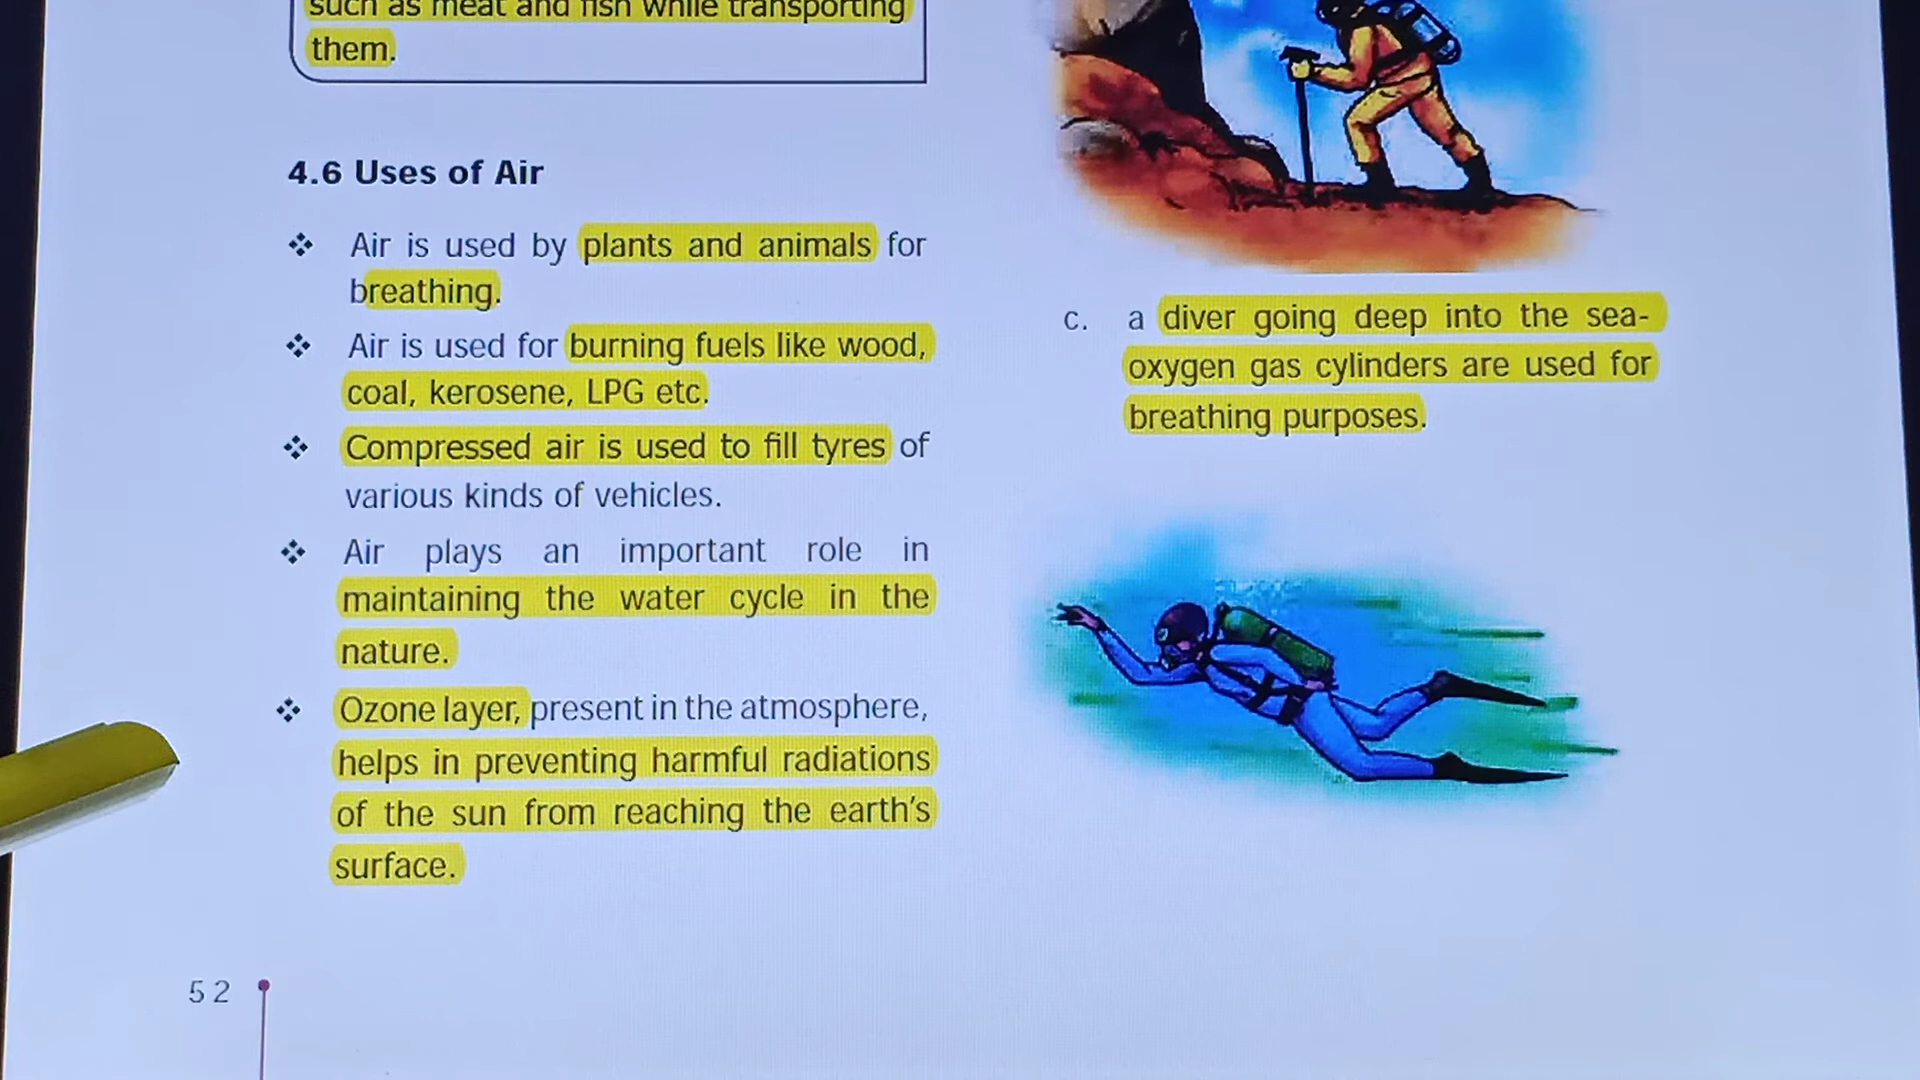 such as meat and fish while transporting
them.
4.6 Uses of Air
❖ Air is used by plants and animals for
breathing.
❖ Air is used for burning fuels like wood,
coal, kerosene, LPG etc.
❖ Compressed air is used to fill tyres of
various kinds of vehicles.
❖ Air plays an important role in
maintaining the water cycle in the
nature.
❖ Ozone layer, present in the atmosphere,
helps in preventing harmful radiations
of the sun from reaching the earth's
surface.
52
c. a diver going deep into the sea-
oxygen gas cylinders are used for
breathing purposes.